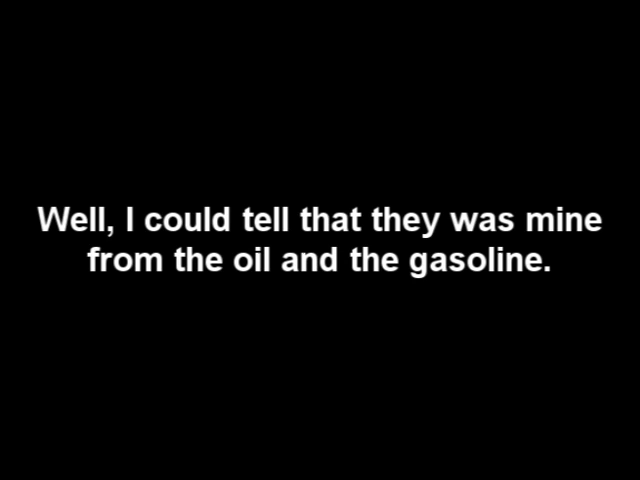 Well, I could tell that they was mine
from the oil and the gasoline.